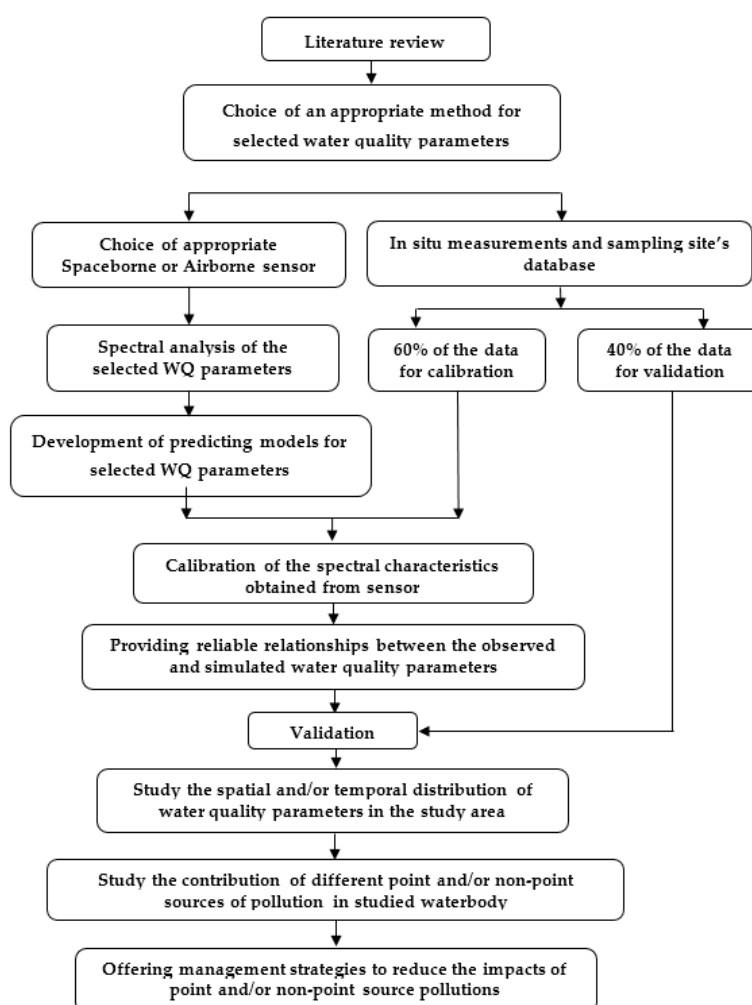 Literature review
Choice of an appropriate method for
selected water quality parameters
Choice of appropriate
Spaceborne or Airborne sensor
In situ measurements and sampling site's
database
Spectral analysis of the
selected WQ parameters
60% of the data
for calibration
40% of the data
for validation
Development of predicting models for
selected WQ parameters
Calibration of the spectral characteristics
obtained from sensor
Providing reliable relationships between the observed
and simulated water quality parameters
Validation
Study the spatial and/or temporal distribution of
water quality parameters in the study area
Study the contribution of different point and/or non-point
sources of pollution in studied waterbody
Offering management strategies to reduce the impacts of
point and/or non-point source pollutions